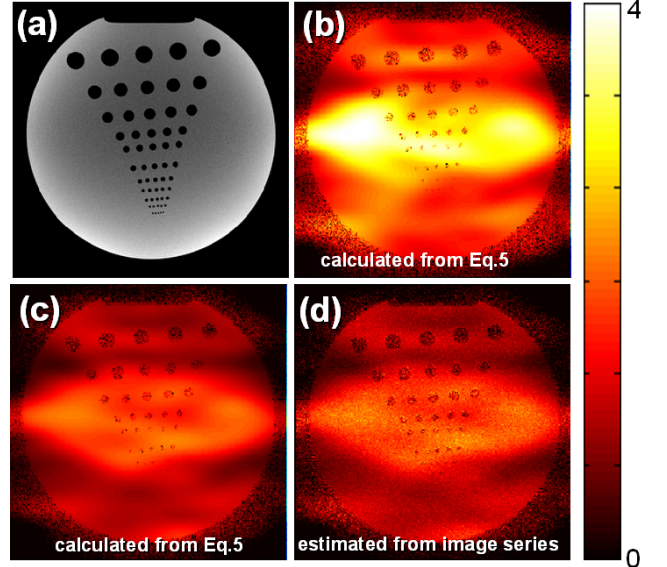 (a)
(b)
4
calculated from Eq.5
(c)
(d)
calculated from Eq.5
estimated from image series
0